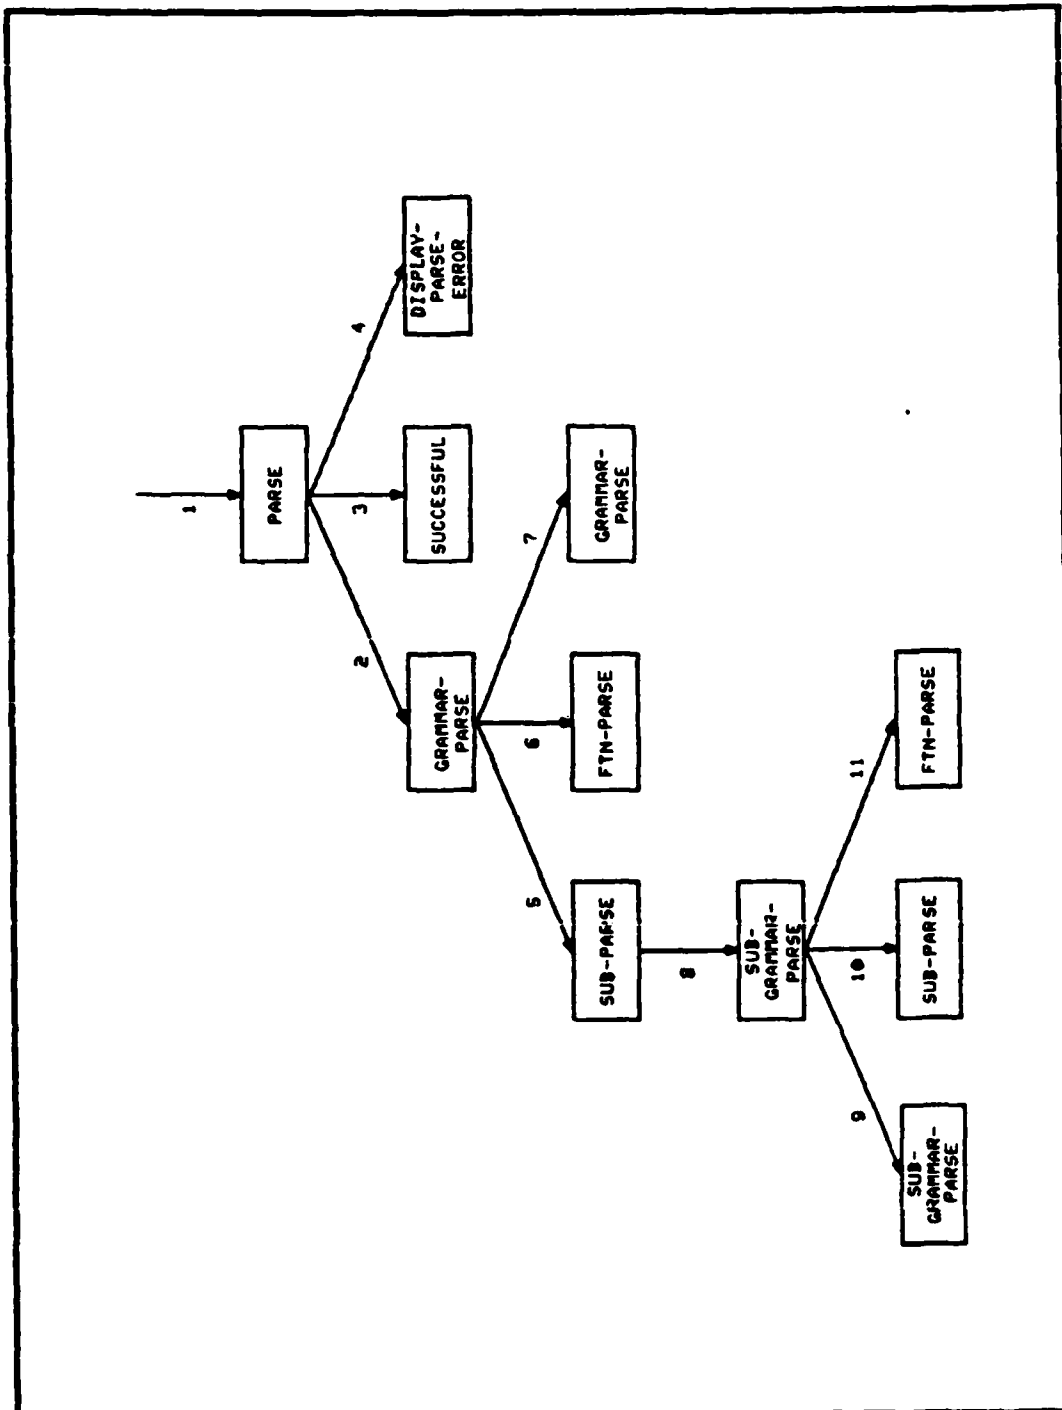 1
PARSE
2
3
4
GRAMMAR-
PARSE
SUCCESSFUL
DISPLAY-
PARSE-
ERROR
5
6
7
SUB-PARSE
FTN-PARSE
GRAMMAR-
PARSE
8
SUB-
GRAMMAR-
PARSE
9
10
11
SUB-
GRAMMAR-
PARSE
SUB-PARSE
FTN-PARSE